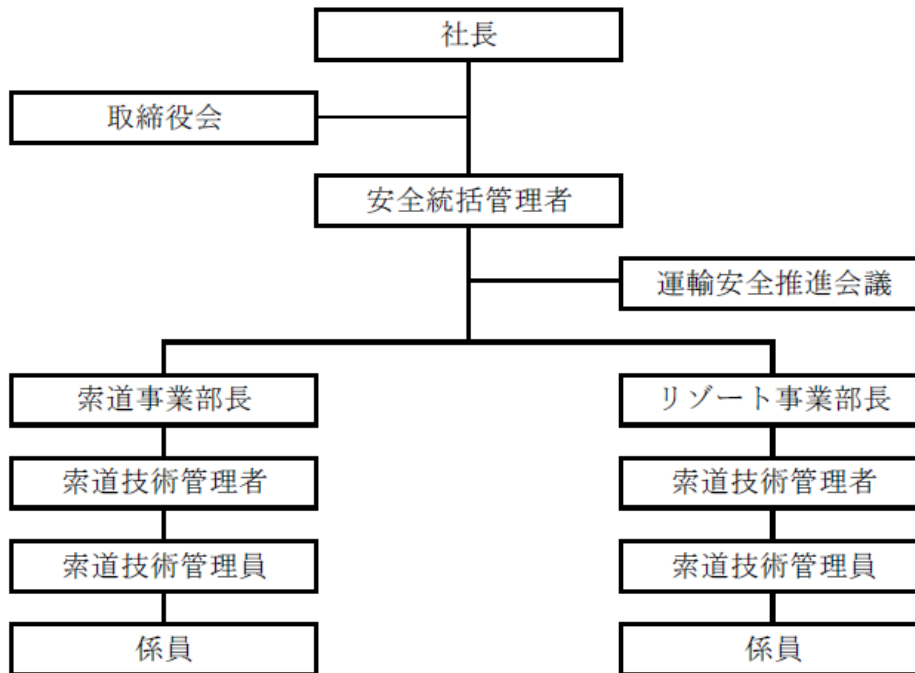 社長
取締役会
安全統括管理者
運輸安全推進会議
索道事業部長
リゾート事業部長
索道技術管理者
索道技術管理者
索道技術管理員
索道技術管理員
係員
係員